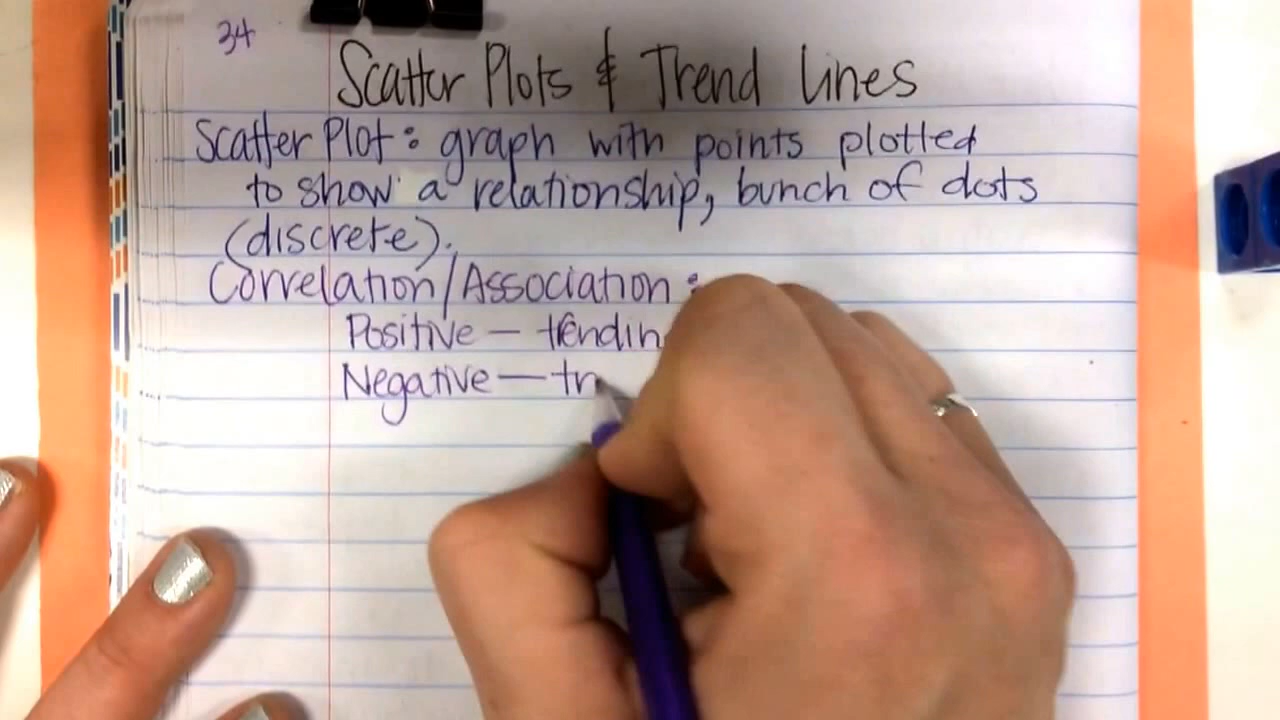 34
Scatter Plots & Trend Lines
Scatter Plot: graph with points plotted
to show a relationship, bunch of dots
(discrete).
Correlation/Association:
Positive — trendin
Negative — tr